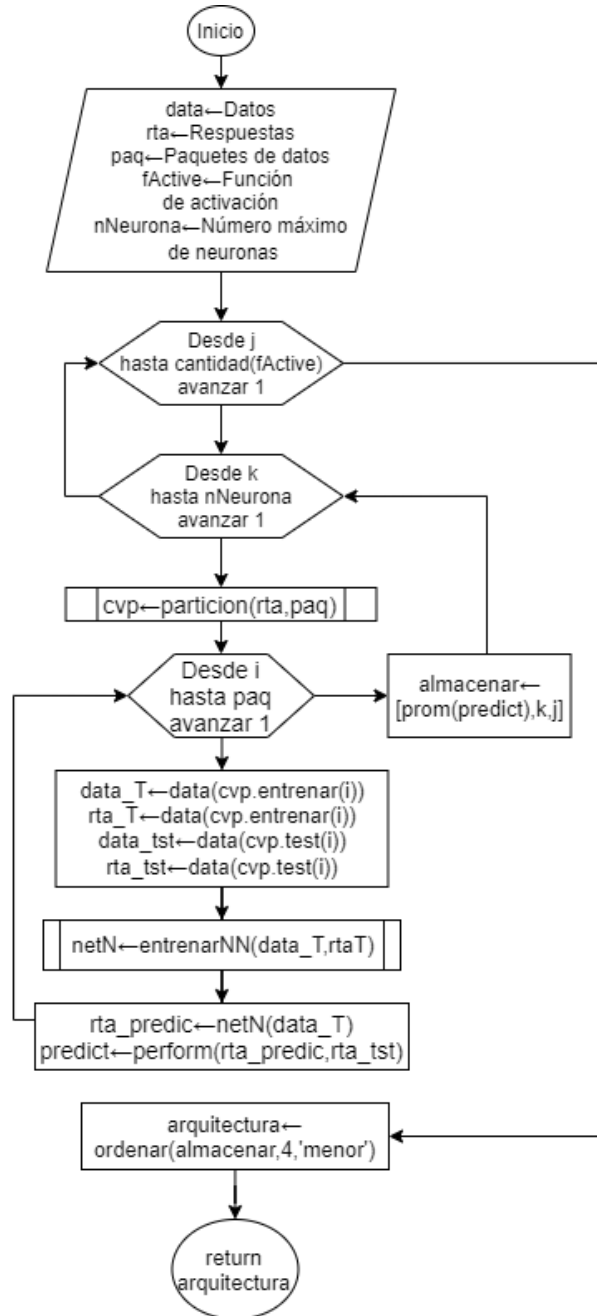 Inicio
data←Datos
rta←Respuestas
paq←Paquetes de datos
fActive←Función
de activación
nNeurona←Número máximo
de neuronas
Desde j
hasta cantidad(fActive)
avanzar 1
Desde k
hasta nNeurona
avanzar 1
cvp←particion(rta,paq)
Desde i
hasta paq
avanzar 1
almacenar←
[prom(predict),k,j]
data_T←data(cvp.entrenar(i))
rta_T←data(cvp.entrenar(i))
data_tst←data(cvp.test(i))
rta_tst←data(cvp.test(i))
netN←entrenarNN(data_T,rtaT)
rta_predic←netN(data_T)
predict←perform(rta_predic,rta_tst)
arquitectura←
ordenar(almacenar,4,'menor')
return
arquitectura